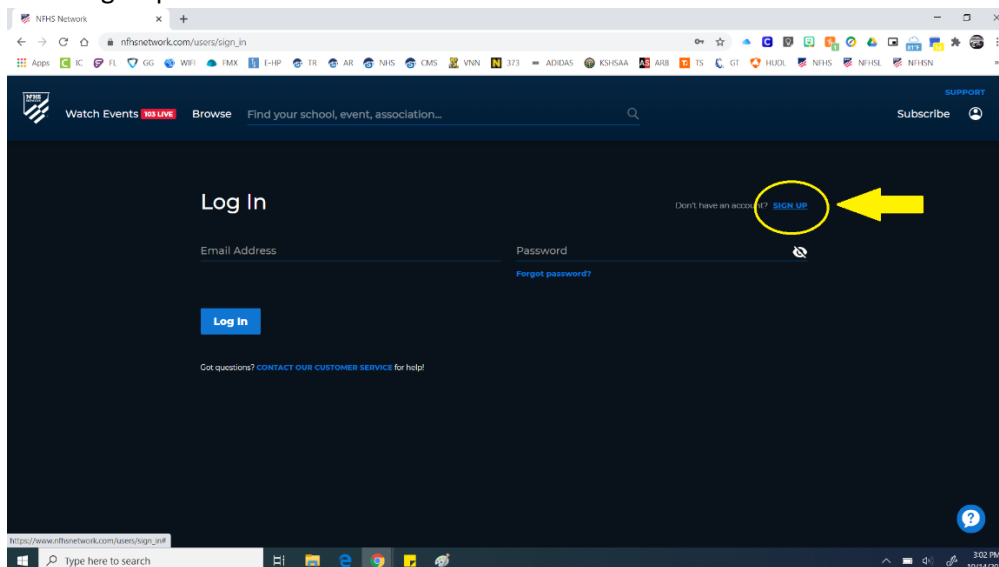 NFHS Network
nfhsnetwork.com/users/sign_in
Apps IC FL GG WIFI FMX E-HP TR AR NHS CMS VNN 373 ADIDAS KSHSAA ARB TS GT HUDL NFHS NFHSL NFHSN
SUPPORT
Watch Events 103 LIVE Browse Find your school, event, association... Subscribe
Log In
Don't have an account? SIGN UP
Email Address Password
Forgot password?
Log In
Got questions? CONTACT OUR CUSTOMER SERVICE for help!
?
https://www.nfhsnetwork.com/users/sign_in#
Type here to search
3:02 PM